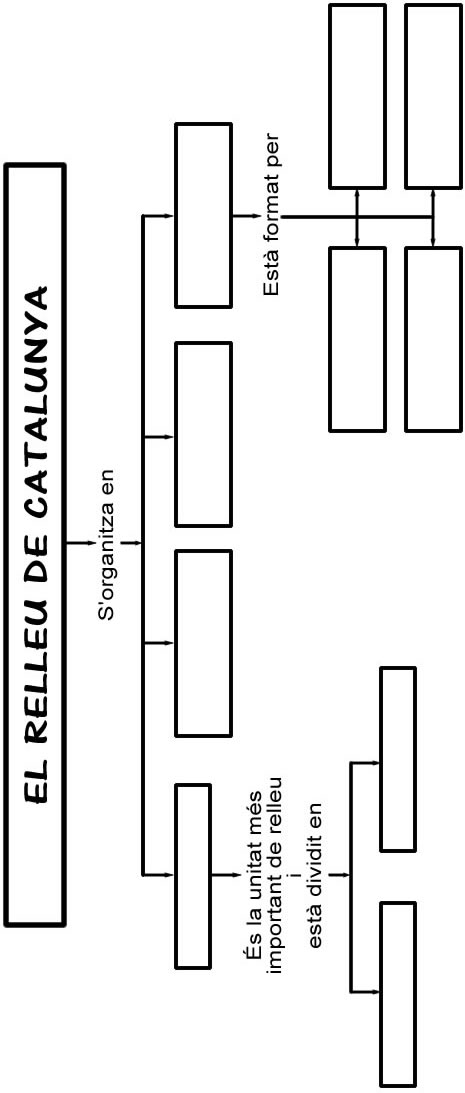 EL RELLEU DE CATALUNYA
S'organitza en
És la unitat més
important de relleu
i
està dividit en
Està format per